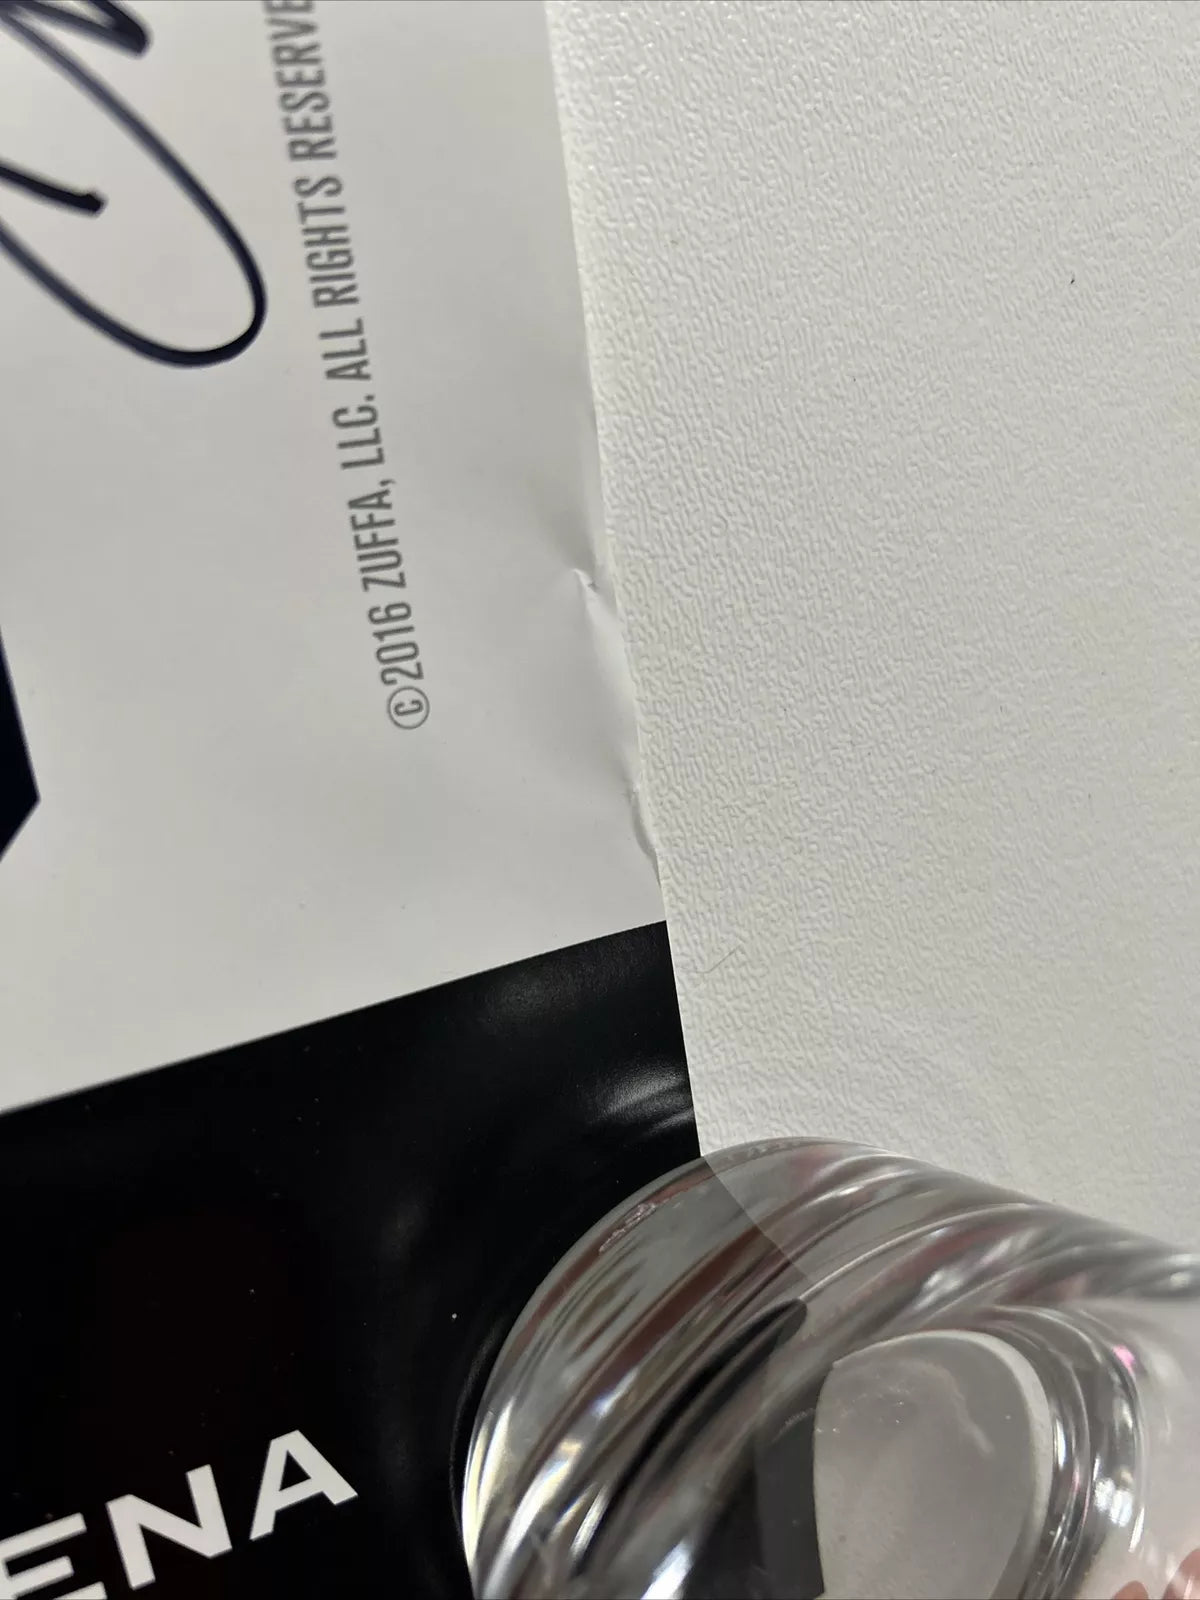 ©2016 ZUFFA, LLC. ALL RIGHTS RESERVE
ENA